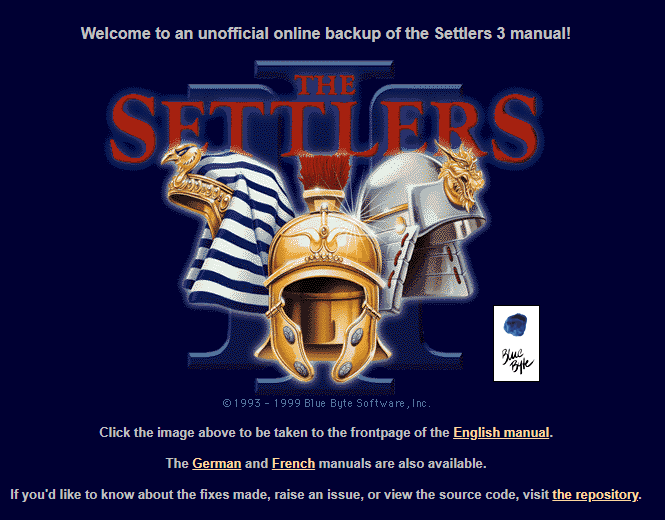 Welcome to an unofficial online backup of the Settlers 3 manual!
THE
SETTLERS
III
Blue
Byte
© 1993 - 1999 Blue Byte Software, Inc.
Click the image above to be taken to the frontpage of the English manual.
The German and French manuals are also available.
If you'd like to know about the fixes made, raise an issue, or view the source code, visit the repository.